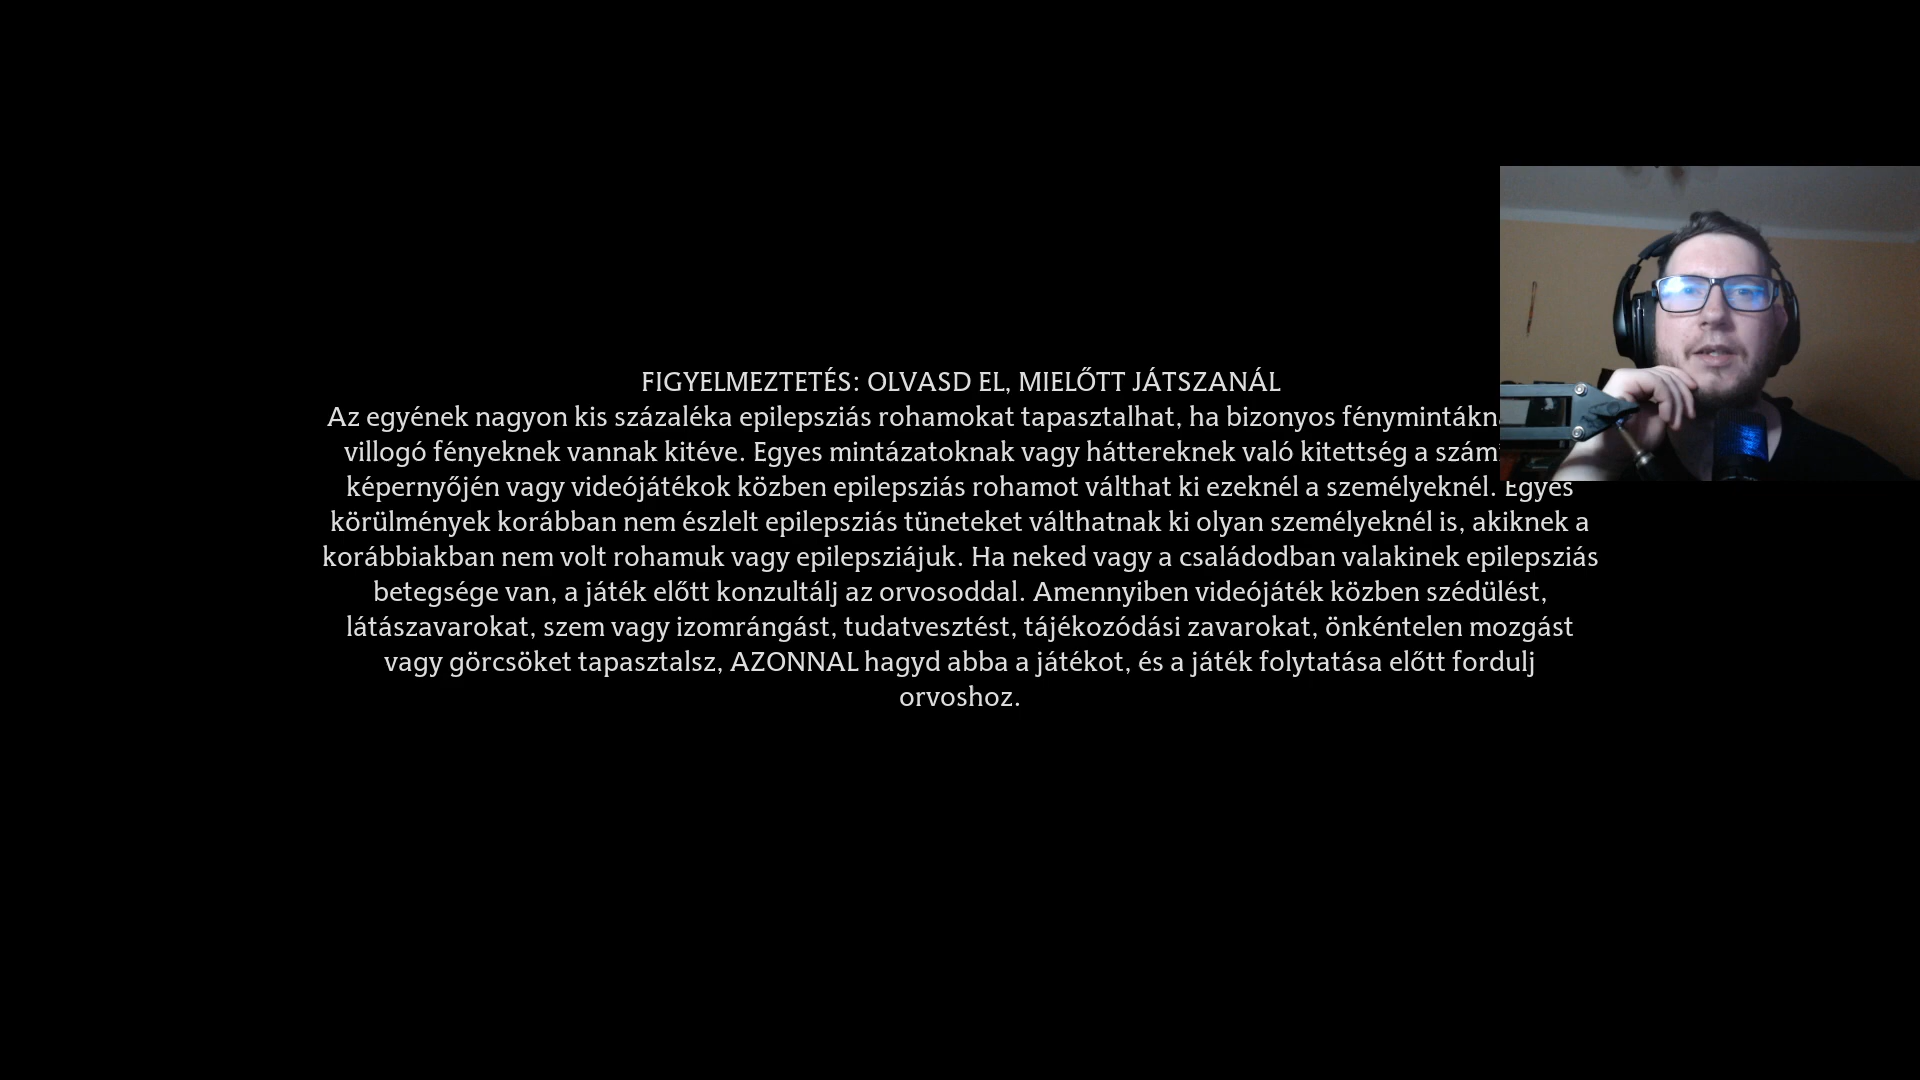 FIGYELMEZTETÉS: OLVASD EL, MIELŐTT JÁTSZANÁL
Az egyének nagyon kis százaléka epilepsziás rohamokat tapasztalhat, ha bizonyos
villogó fényeknek vannak kitéve. Egyes mintázatoknak vagy háttereknek való kitettség a
képernyőjén vagy videójátékok közben epilepsziás rohamot válthat ki ezeknél a személyeknél. Egyes
körülmények korábban nem észlelt epilepsziás tüneteket válthatnak ki olyan személyeknél is, akiknek a
korábbiakban nem volt rohamuk vagy epilepsziájuk. Ha neked vagy a családodban valakinek epilepsziás
betegsége van, a játék előtt konzultálj az orvosoddal. Amennyiben videójáték közben szédülést,
látászavarokat, szem vagy izomrángást, tudatvesztést, tájékozódási zavarokat, önkéntelen mozgást
vagy görcsöket tapasztalsz, AZONNAL hagyd abba a játékot, és a játék folytatása előtt fordulj
orvoshoz.